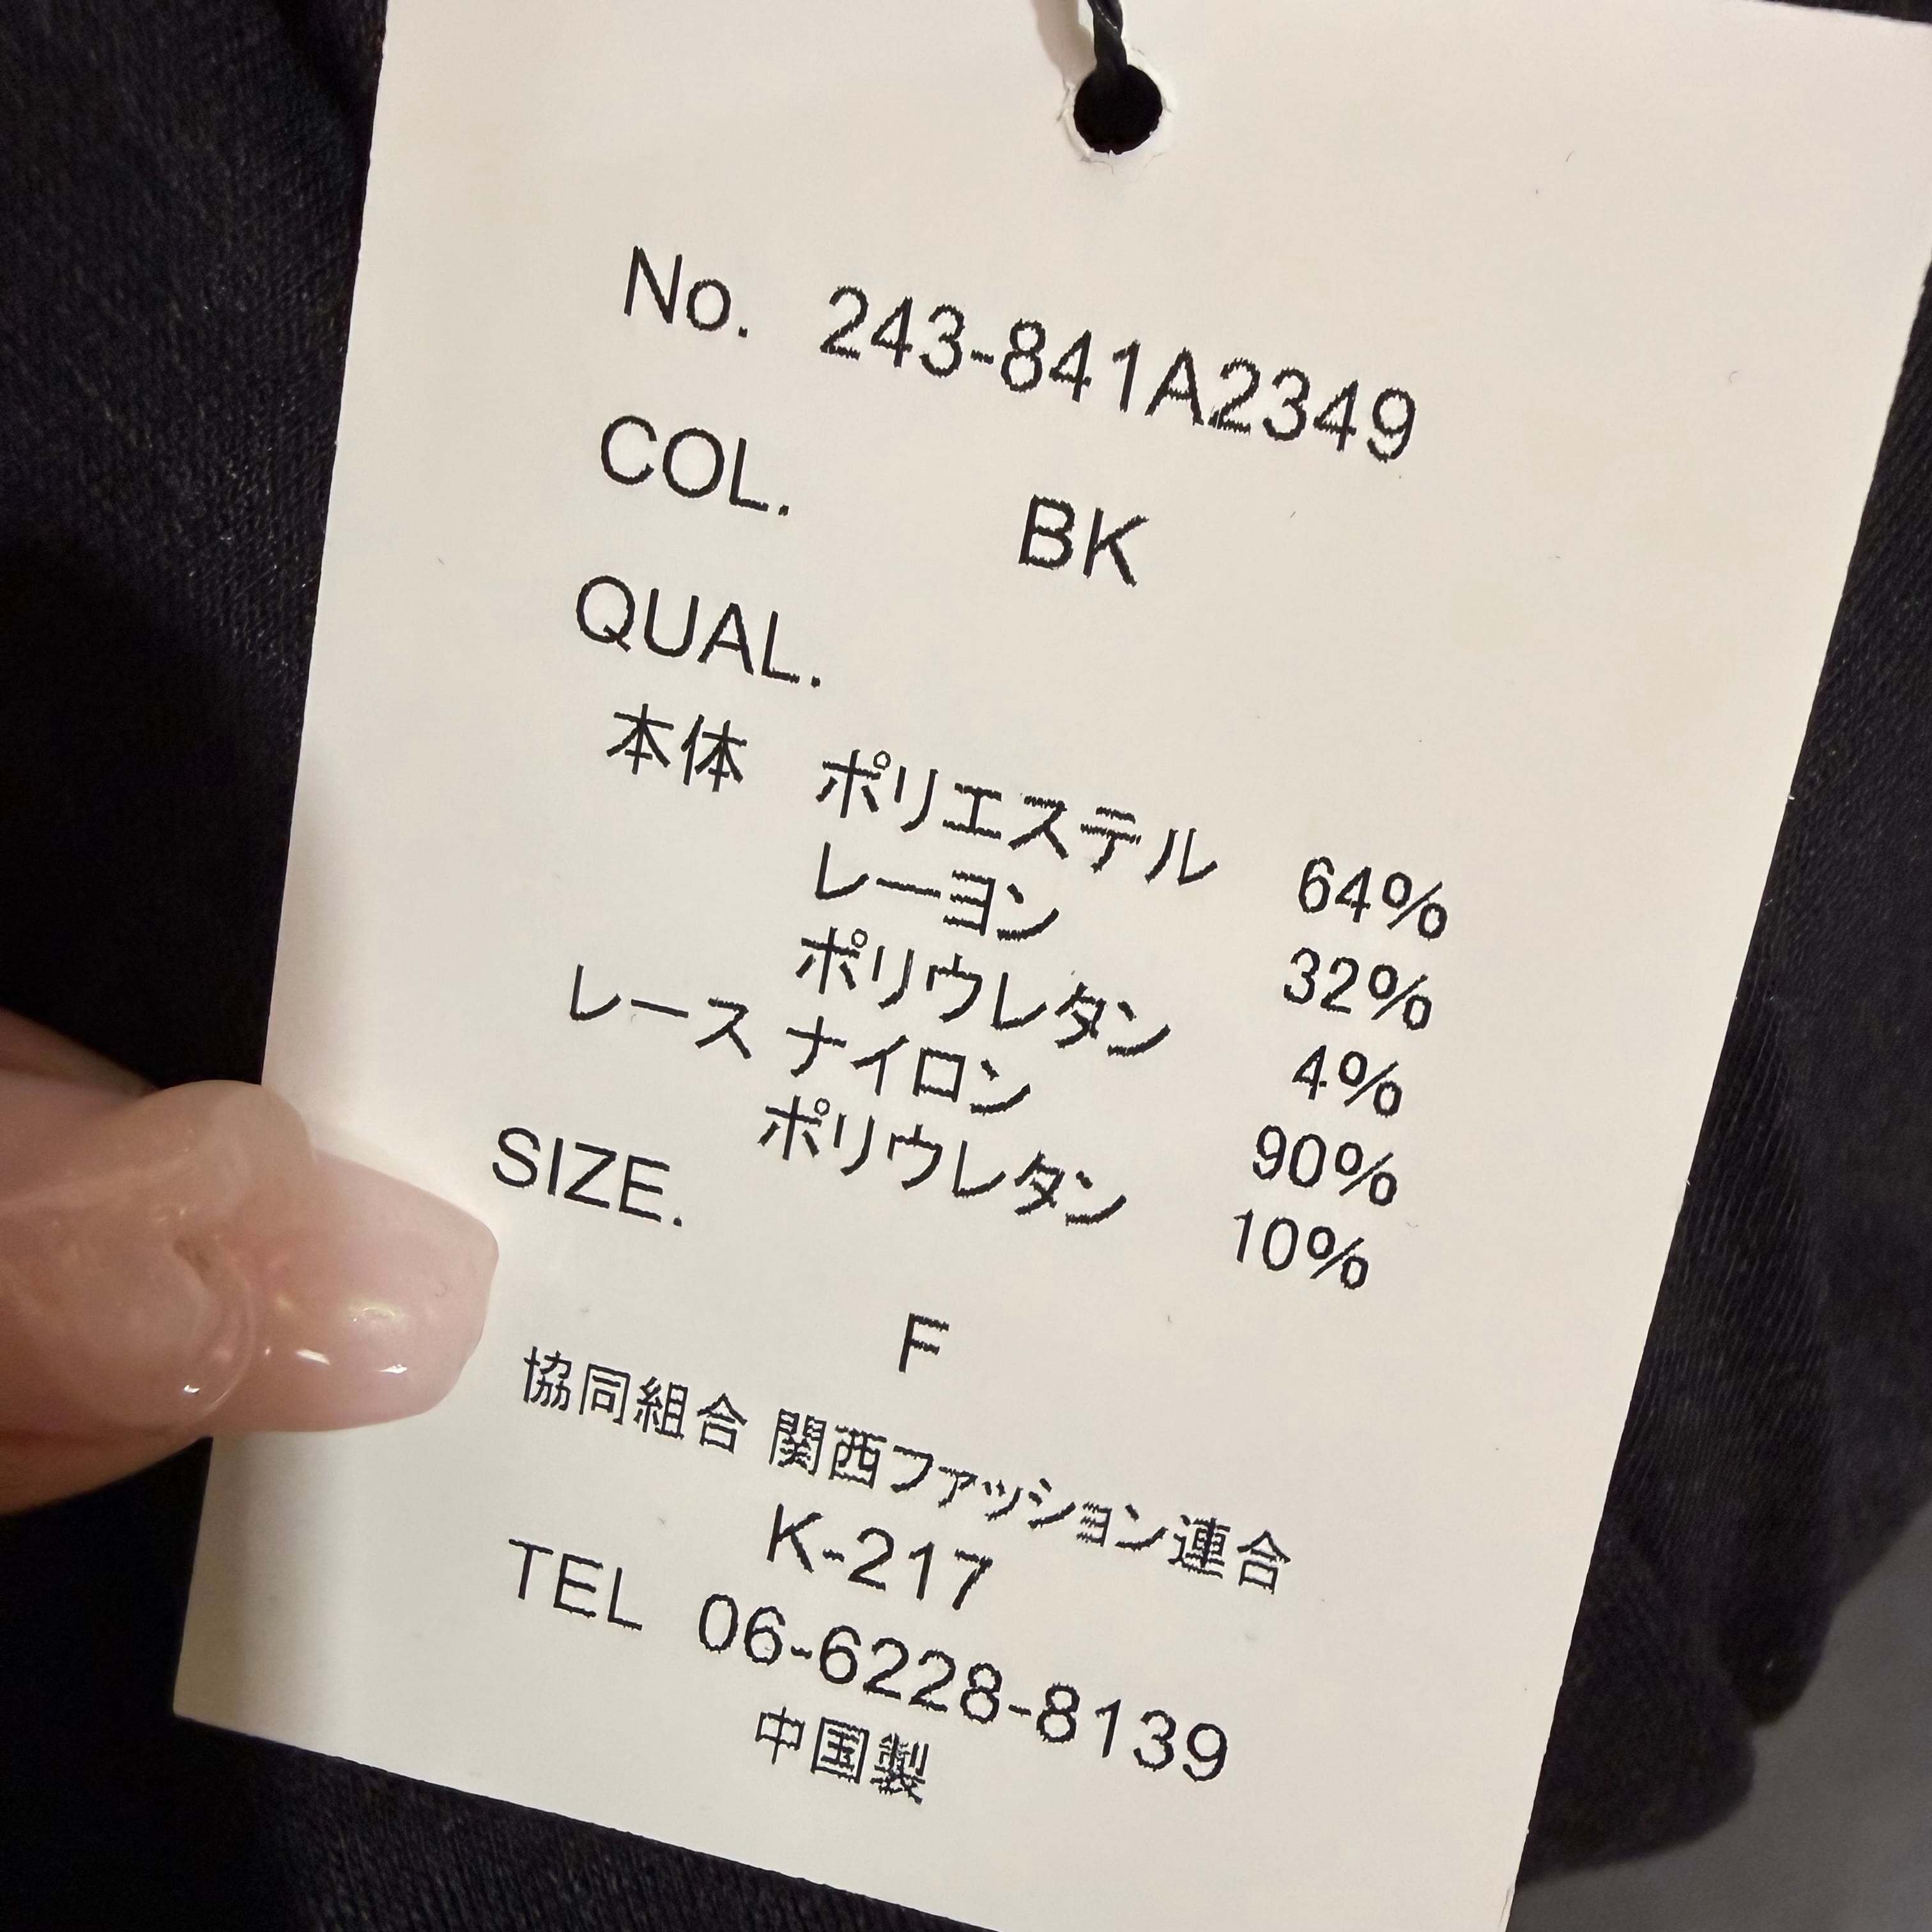 No. 243-841A2349
COL. BK
QUAL.
本体 ポリエステル 64%
レーヨン 32%
ポリウレタン 4%
レース ナイロン 90%
ポリウレタン 10%
SIZE.
F
協同組合 関西ファッション連合
K-217
TEL 06-6228-8139
中国製